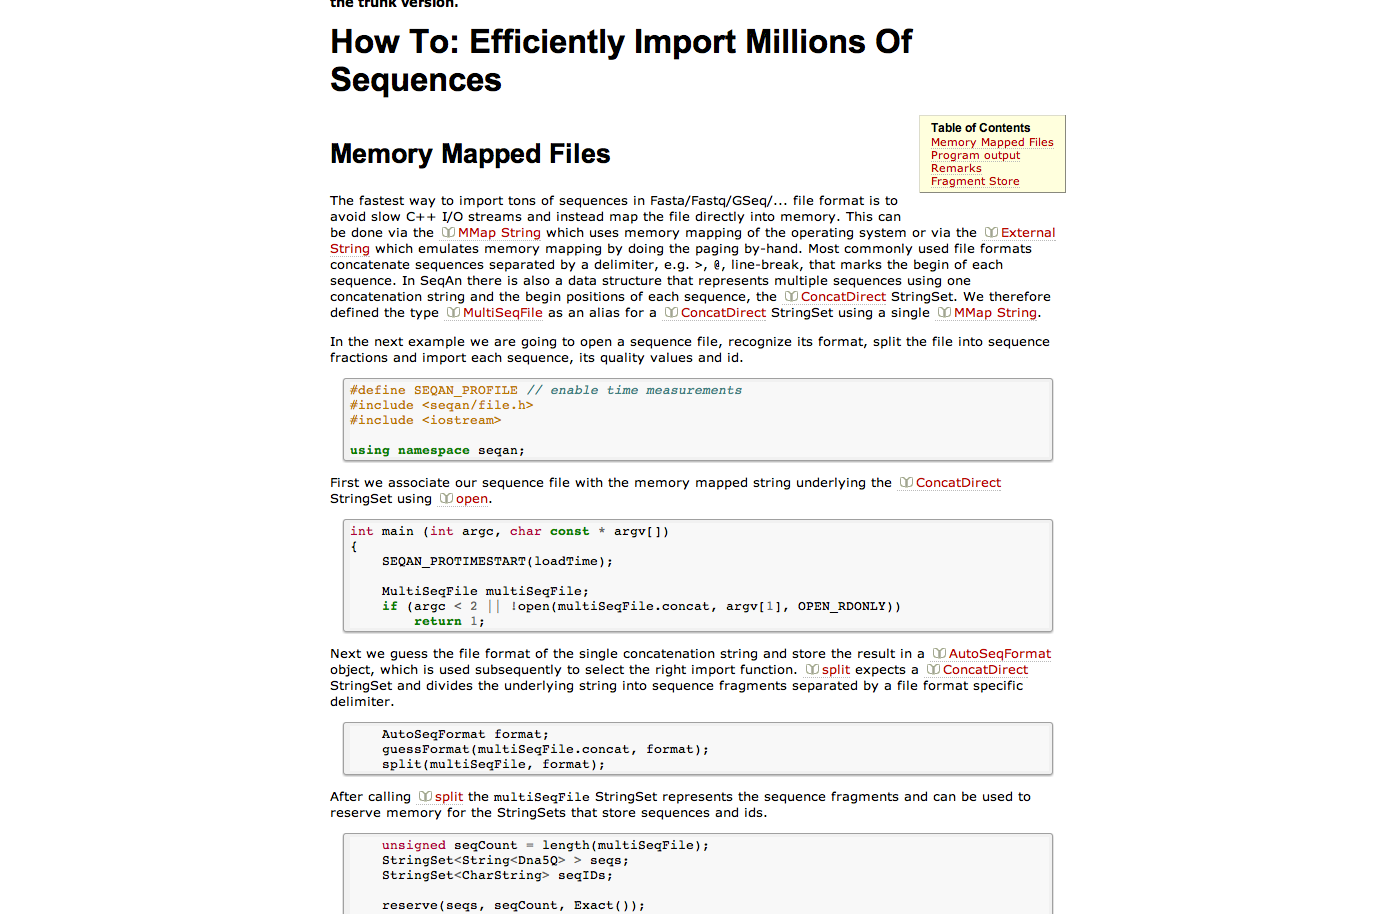 the trunk version.
How To: Efficiently Import Millions Of
Sequences
Table of Contents
Memory Mapped Files
Program output
Remarks
Fragment Store
Memory Mapped Files
The fastest way to import tons of sequences in Fasta/Fastq/GSeq/... file format is to
avoid slow C++ I/O streams and instead map the file directly into memory. This can
be done via the MMap String which uses memory mapping of the operating system or via the External
String which emulates memory mapping by doing the paging by-hand. Most commonly used file formats
concatenate sequences separated by a delimiter, e.g. >, @, line-break, that marks the begin of each
sequence. In SeqAn there is also a data structure that represents multiple sequences using one
concatenation string and the begin positions of each sequence, the ConcatDirect StringSet. We therefore
defined the type MultiSeqFile as an alias for a ConcatDirect StringSet using a single MMap String.
In the next example we are going to open a sequence file, recognize its format, split the file into sequence
fractions and import each sequence, its quality values and id.
#define SEQAN_PROFILE // enable time measurements
#include <seqan/file.h>
#include <iostream>
using namespace seqan;
First we associate our sequence file with the memory mapped string underlying the ConcatDirect
StringSet using open.
int main (int argc, char const * argv[])
{
SEQAN_PROTIMESTART(loadTime);
MultiSeqFile multiSeqFile;
if (argc < 2 || !open(multiSeqFile.concat, argv[1], OPEN_RDONLY))
return 1;
Next we guess the file format of the single concatenation string and store the result in a AutoSeqFormat
object, which is used subsequently to select the right import function. split expects a ConcatDirect
StringSet and divides the underlying string into sequence fragments separated by a file format specific
delimiter.
AutoSeqFormat format;
guessFormat(multiSeqFile.concat, format);
split(multiSeqFile, format);
After calling split the multiSeqFile StringSet represents the sequence fragments and can be used to
reserve memory for the StringSets that store sequences and ids.
unsigned seqCount = length(multiSeqFile);
StringSet<String<Dna5Q> > seqs;
StringSet<CharString> seqIDs;
reserve(seqs, seqCount, Exact());